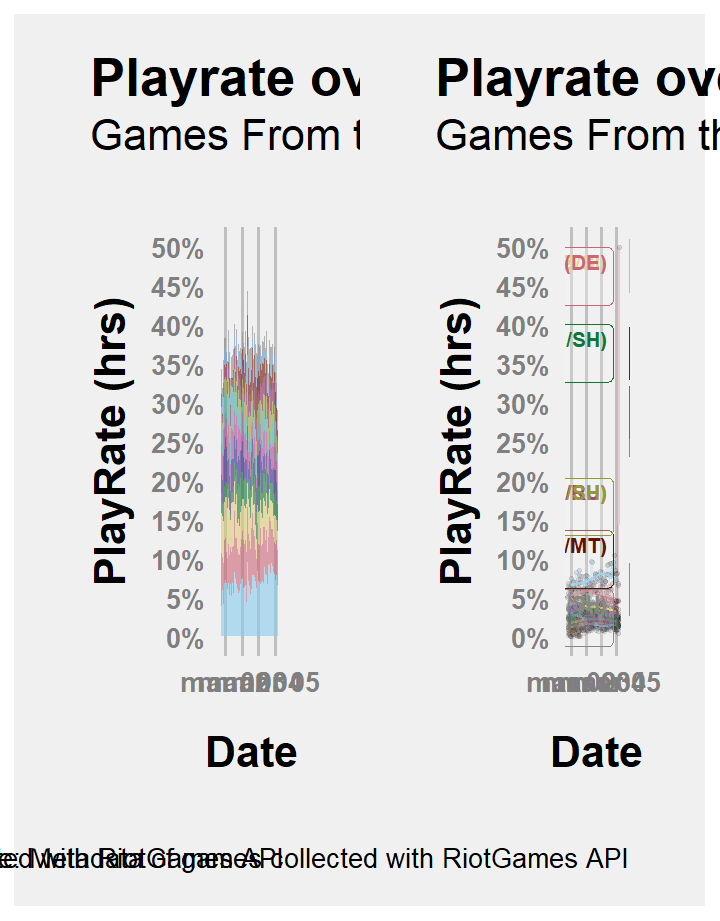 Playrate ov
Playrate ove
Games From t
Games From th
PlayRate (hrs)
50%
45%
40%
35%
30%
25%
20%
15%
10%
5%
0%
Date
PlayRate (hrs)
50%
45%
40%
35%
30%
25%
20%
15%
10%
5%
0%
(DE)
/SH)
/MT)
Date
collected with RiotGames API